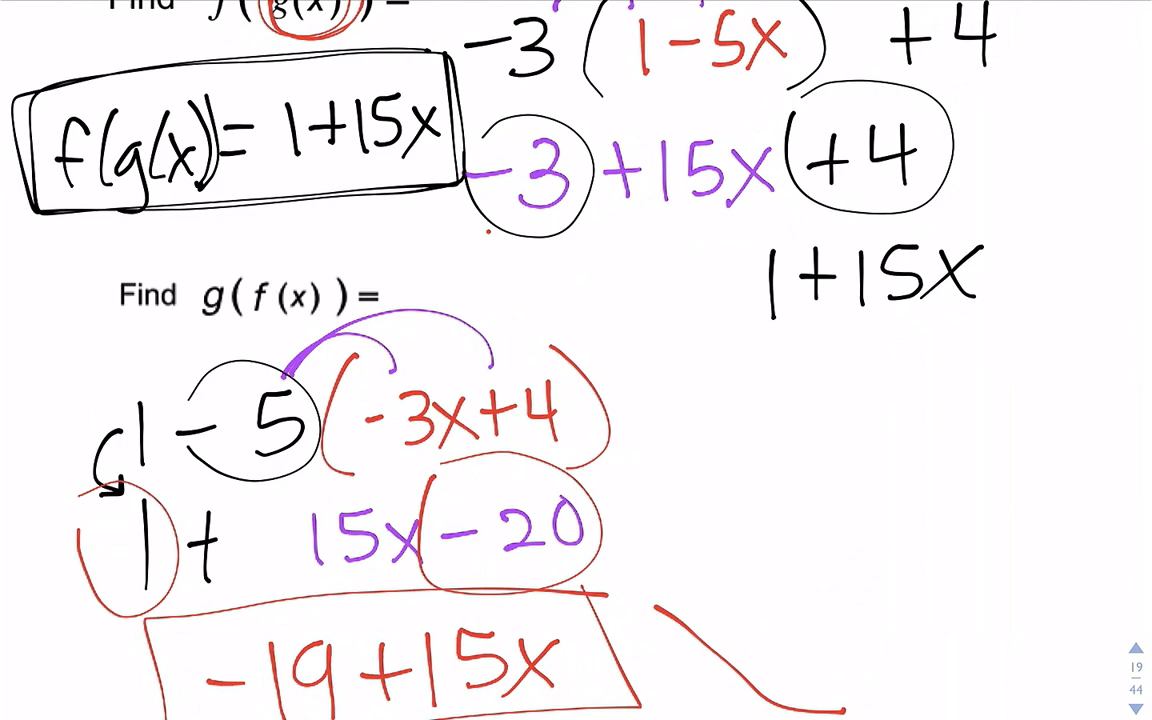 Find f(g(x)) =
-3 (1-5x) +4
f(g(x)) = 1+15x
-3 +15x +4
1+15x
Find g(f(x)) =
1 - 5 (-3x+4)
1 + 15x - 20
-19+15x
19
44